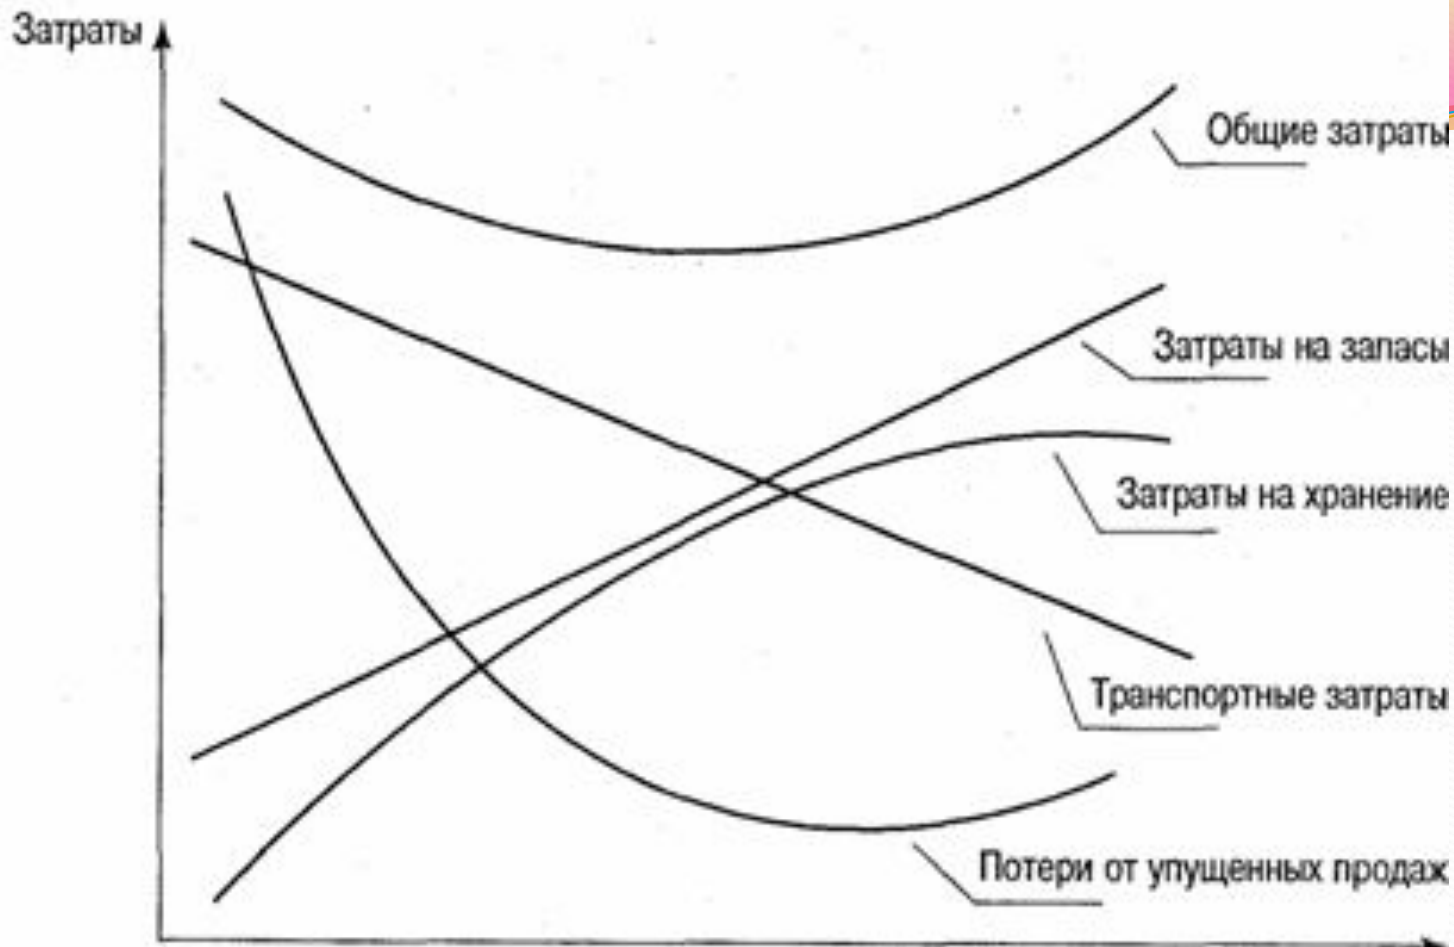 Затраты
Общие затраты
Затраты на запасы
Затраты на хранение
Транспортные затраты
Потери от упущенных продаж